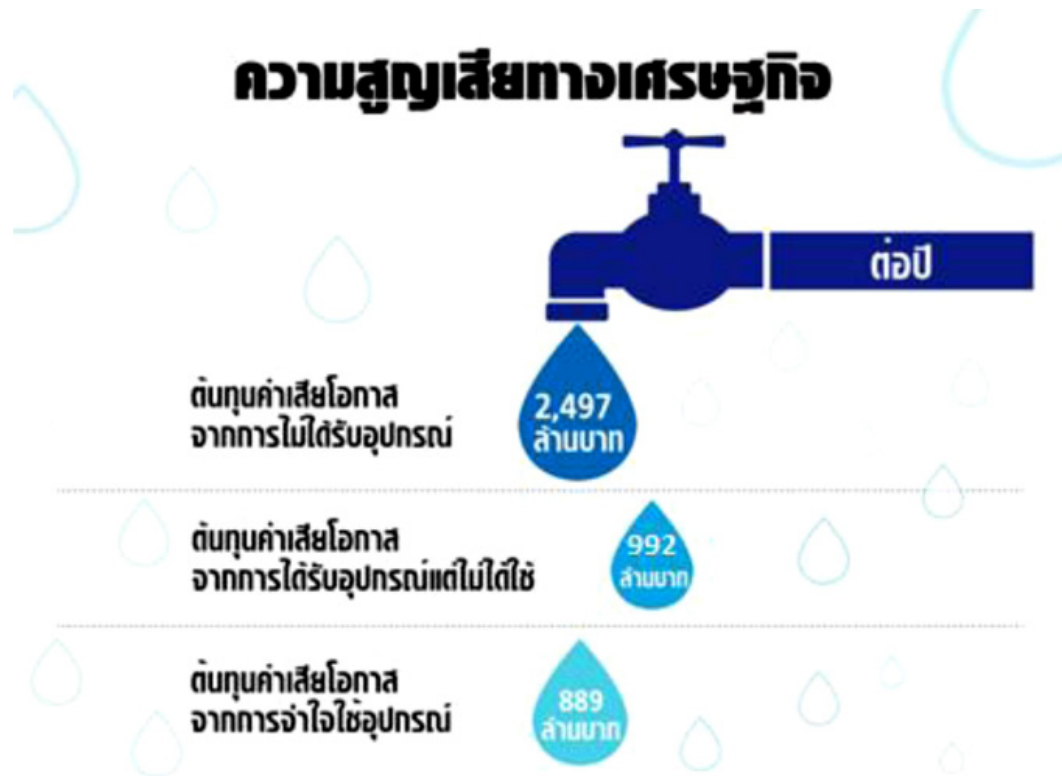 ความสูญเสียทางเศรษฐกิจ
ต่อปี
ต้นทุนค่าเสียโอกาส
จากการไม่ได้รับอุปกรณ์
2,497
ล้านบาท
ต้นทุนค่าเสียโอกาส
จากการได้รับอุปกรณ์แต่ไม่ได้ใช้
992
ล้านบาท
ต้นทุนค่าเสียโอกาส
จากการจำใจใช้อุปกรณ์
889
ล้านบาท